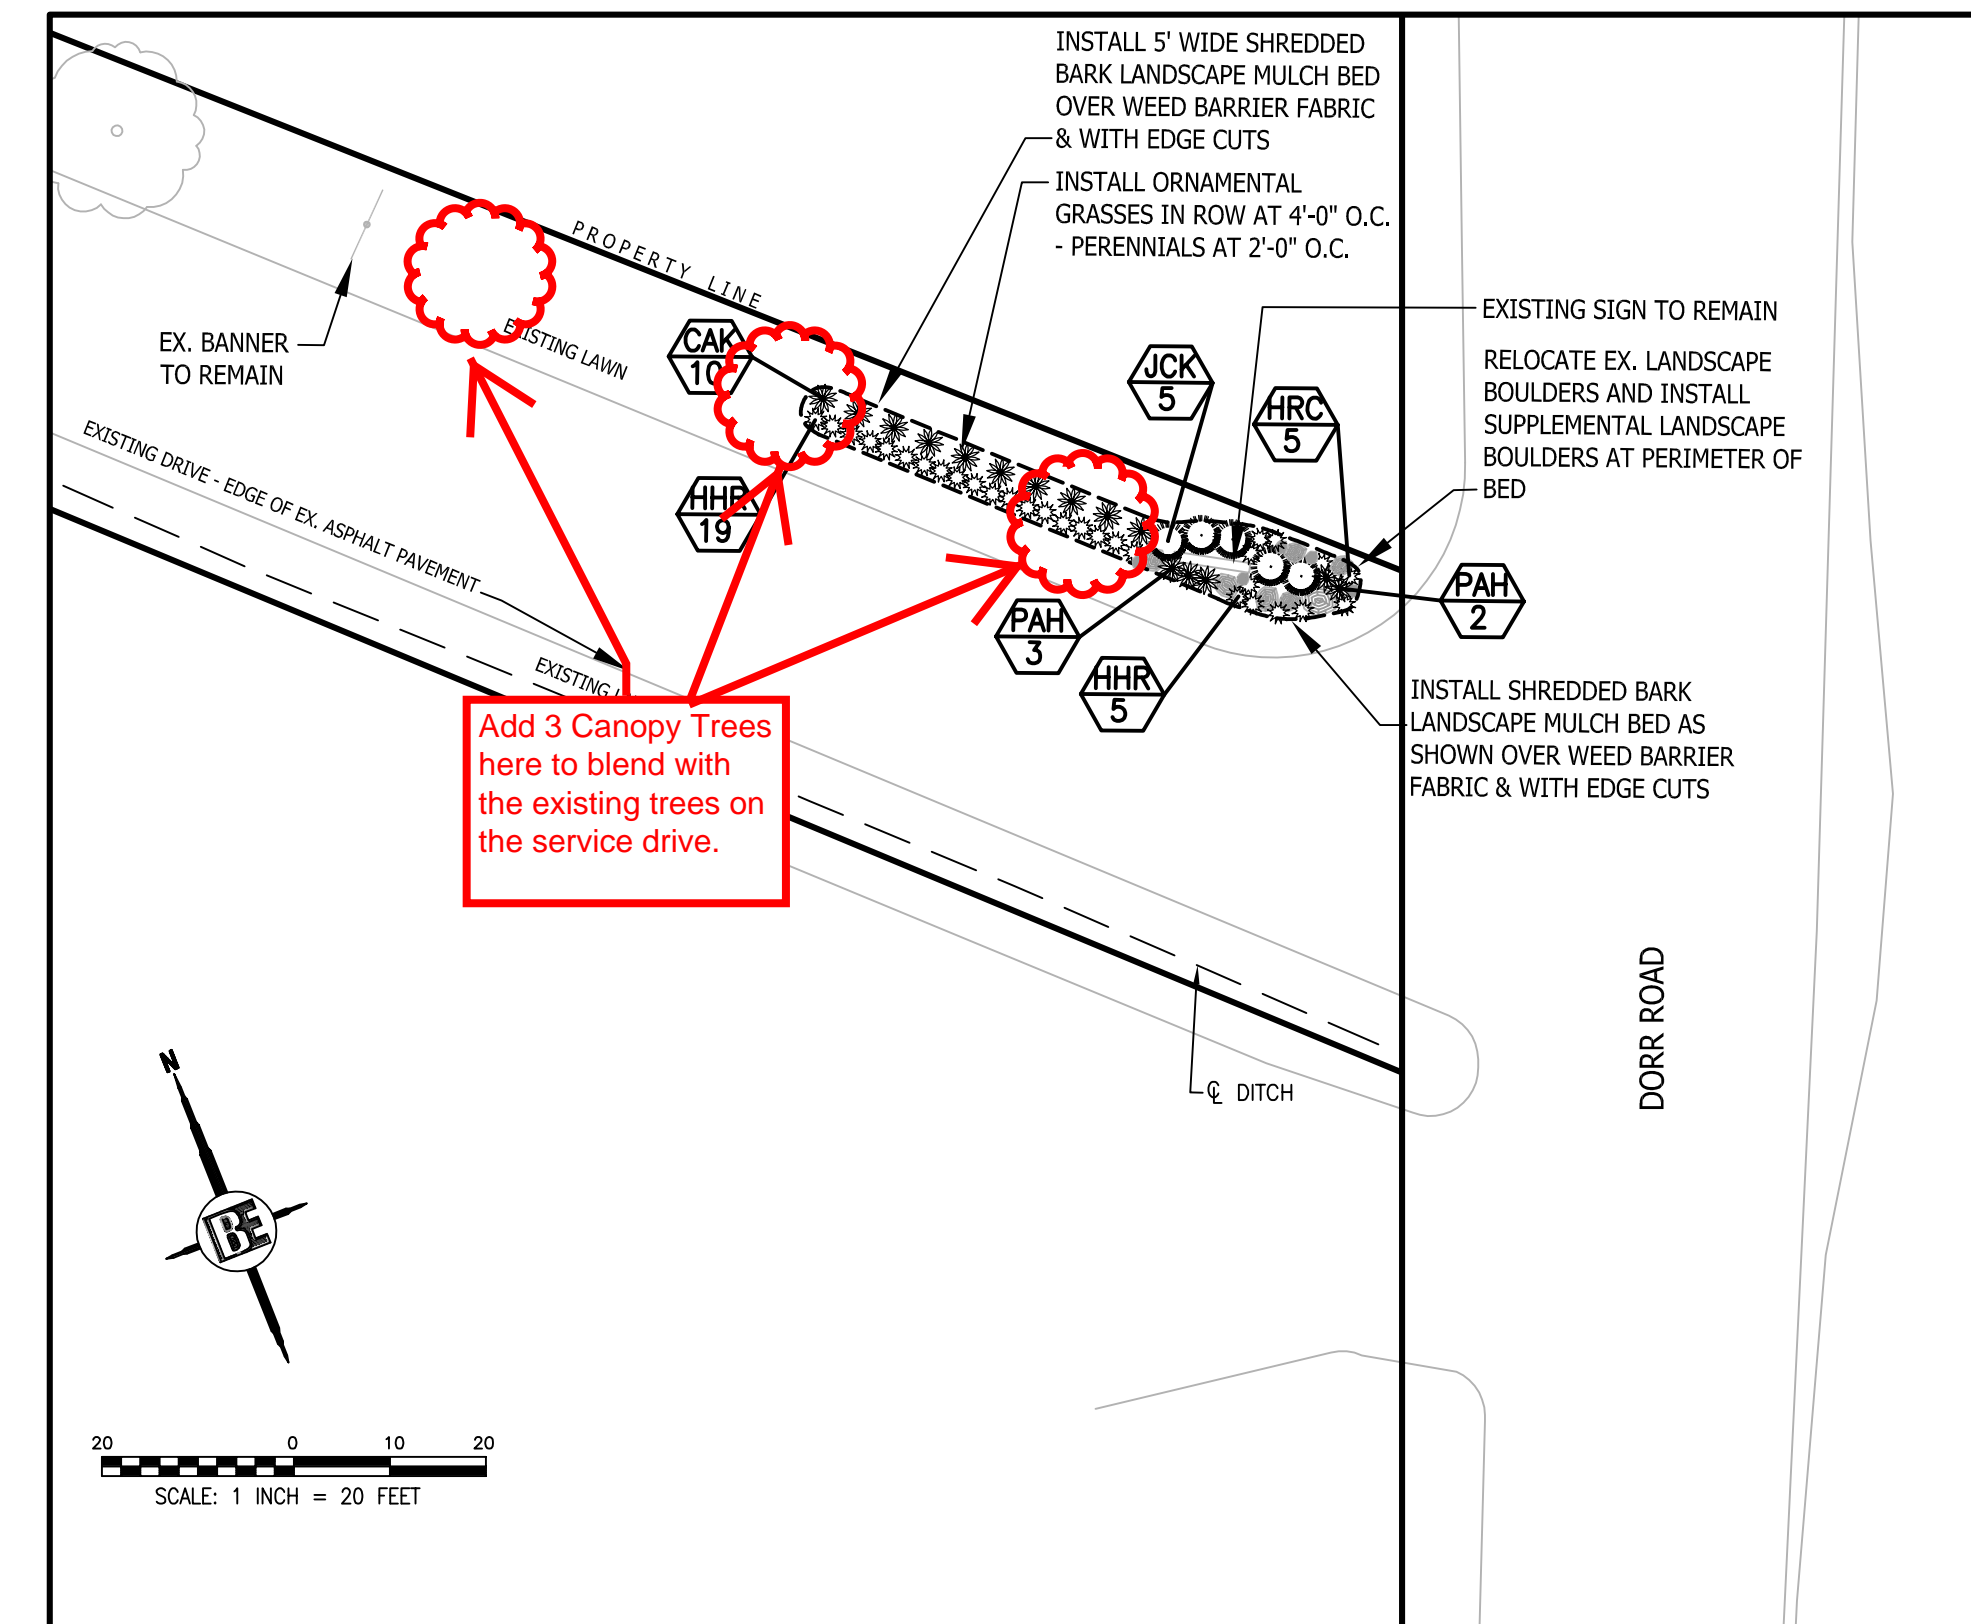 INSTALL 5' WIDE SHREDDED
BARK LANDSCAPE MULCH BED
OVER WEED BARRIER FABRIC
& WITH EDGE CUTS
INSTALL ORNAMENTAL
GRASSES IN ROW AT 4'-0" O.C.
- PERENNIALS AT 2'-0" O.C.
PROPERTY LINE
EXISTING SIGN TO REMAIN
EX. BANNER
TO REMAIN
EXISTING LAWN
CAK
10
JCK
5
HRC
5
RELOCATE EX. LANDSCAPE
BOULDERS AND INSTALL
SUPPLEMENTAL LANDSCAPE
BOULDERS AT PERIMETER OF
BED
EXISTING DRIVE - EDGE OF EX. ASPHALT PAVEMENT
HHR
19
PAH
3
PAH
2
HHR
5
EXISTING
INSTALL SHREDDED BARK
LANDSCAPE MULCH BED AS
SHOWN OVER WEED BARRIER
FABRIC & WITH EDGE CUTS
Add 3 Canopy Trees
here to blend with
the existing trees on
the service drive.
DORR ROAD
℄ DITCH
N
BE
20 0 10 20
SCALE: 1 INCH = 20 FEET